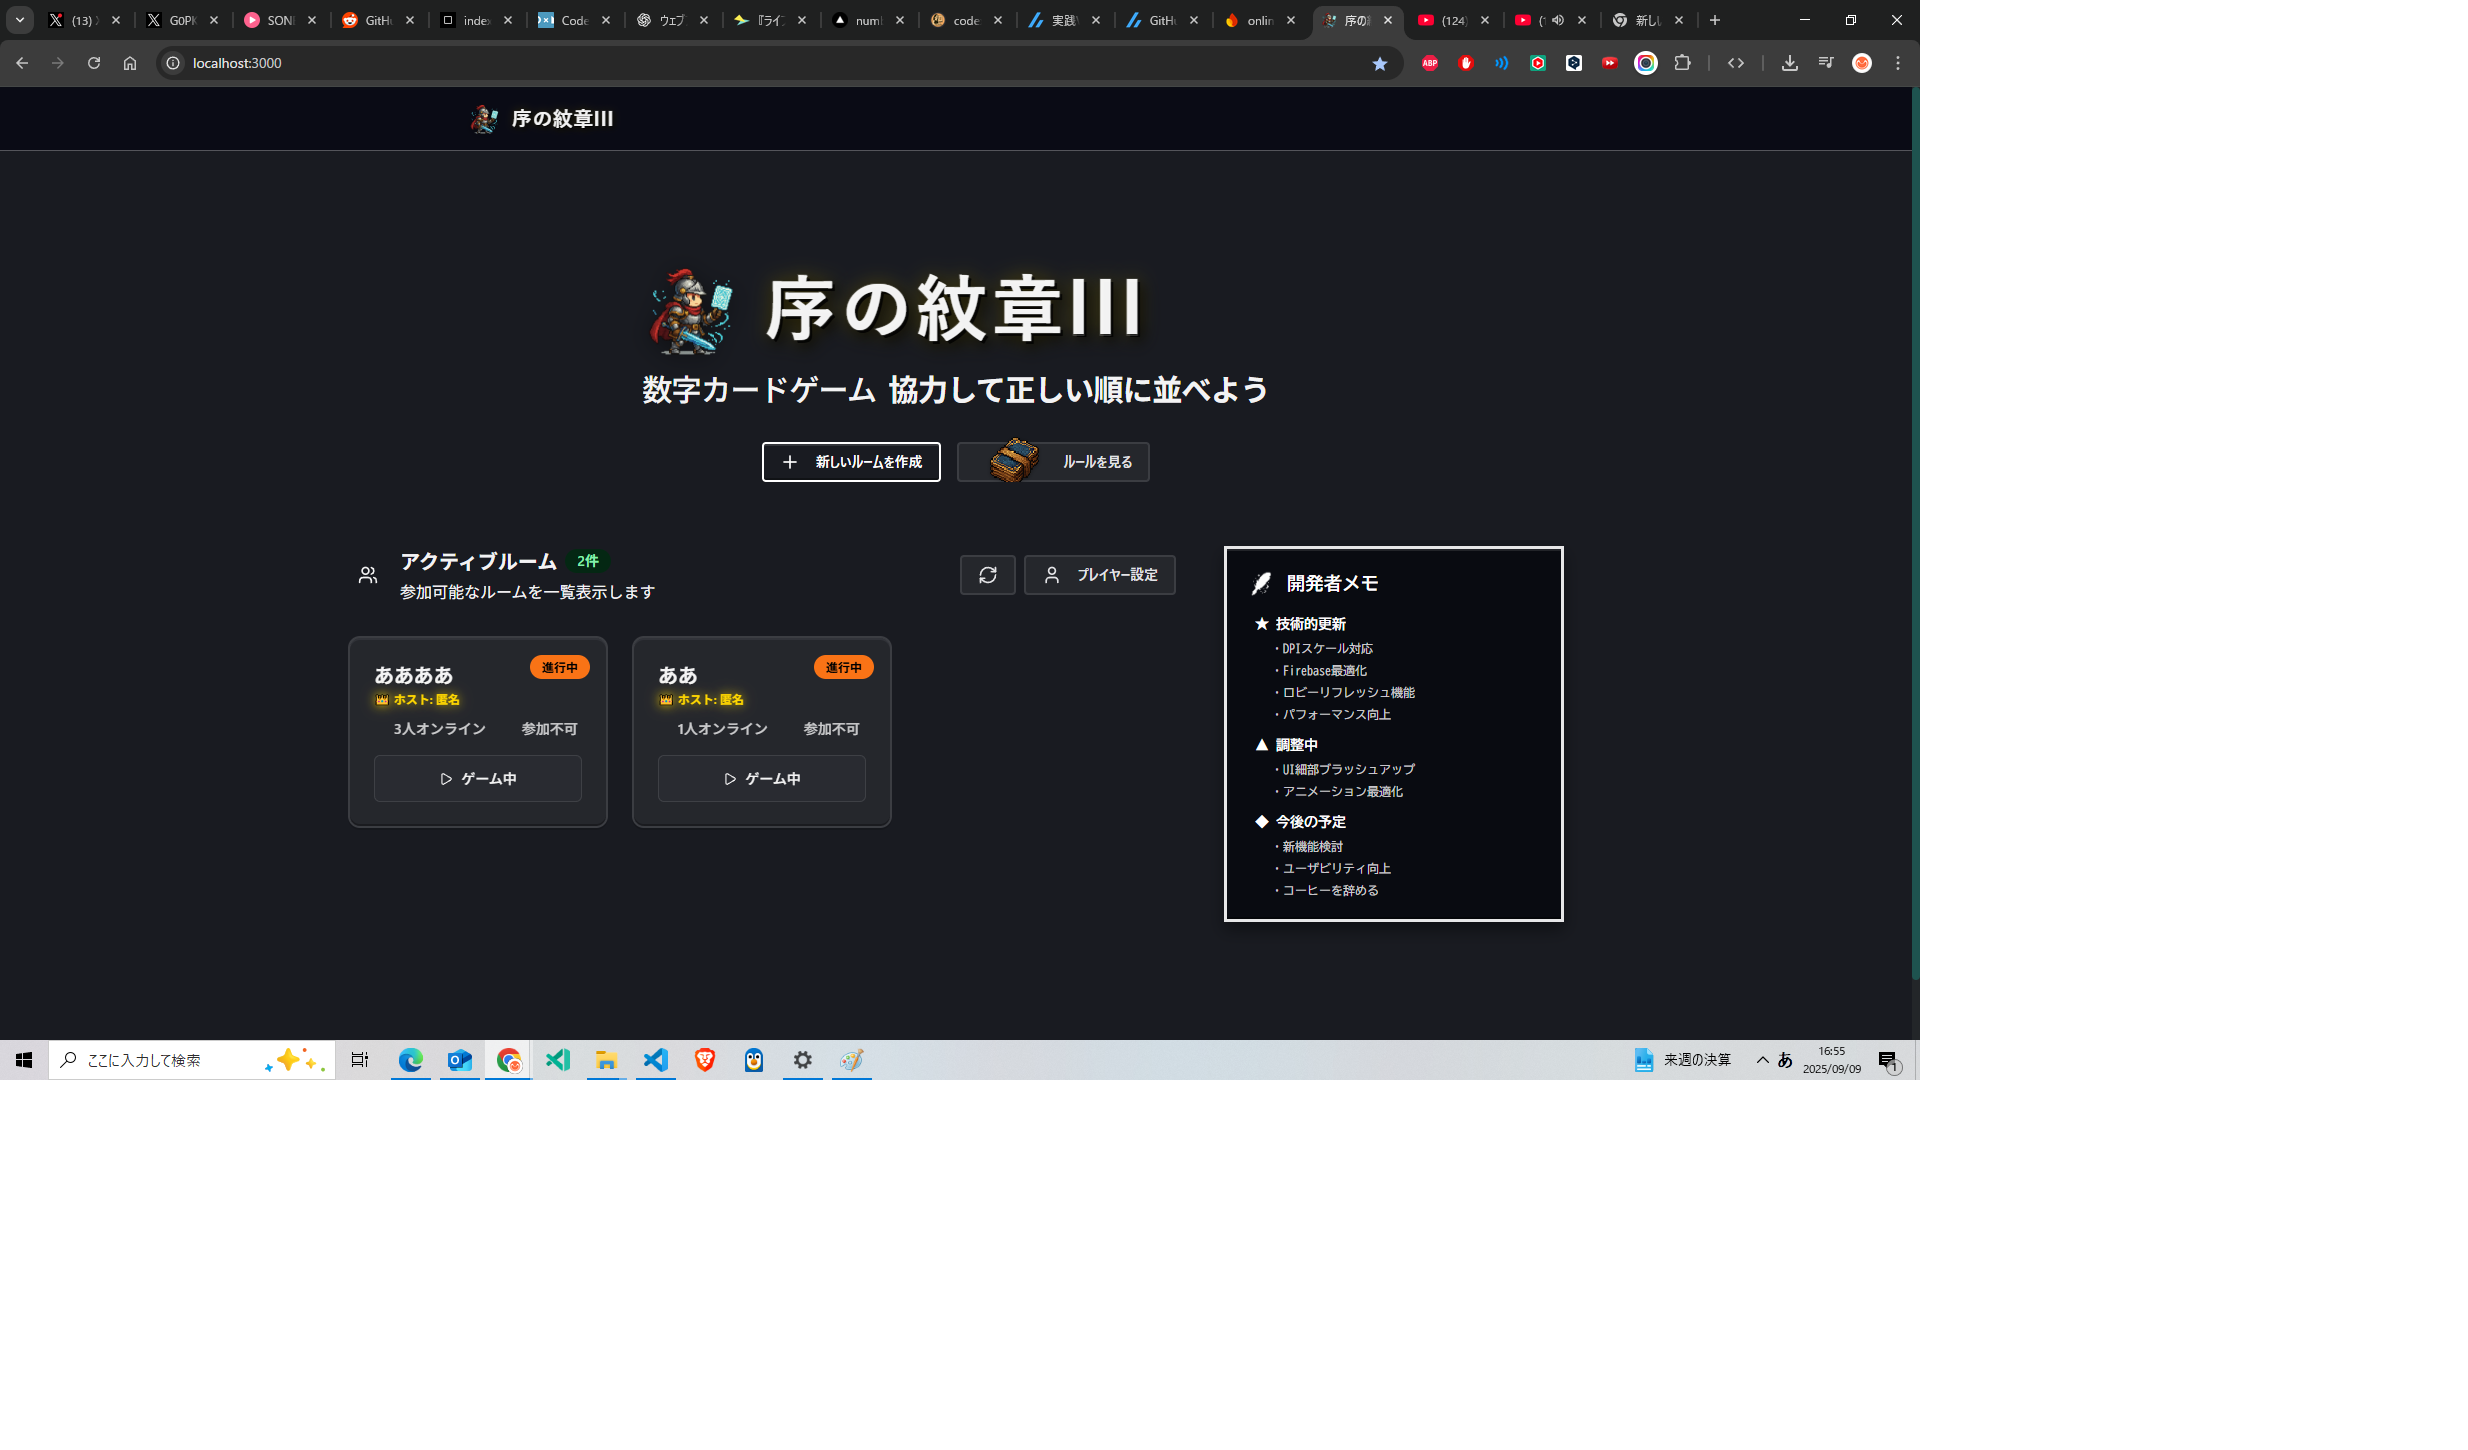 (13)
G0PK
SON
GitH
index
Code
ウェブ
『ライ
num
code
実践
GitH
onlin
序の
(124)
新し
localhost:3000
ABP
序の紋章III
序の紋章III
数字カードゲーム 協力して正しい順に並べよう
新しいルームを作成
ルールを見る
アクティブルーム 2件
参加可能なルームを一覧表示します
プレイヤー設定
ああああ
進行中
ホスト: 匿名
3人オンライン 参加不可
ゲーム中
ああ
進行中
ホスト: 匿名
1人オンライン 参加不可
ゲーム中
開発者メモ
★ 技術的更新
・DPIスケール対応
・Firebase最適化
・ロビーリフレッシュ機能
・パフォーマンス向上
▲ 調整中
・UI細部ブラッシュアップ
・アニメーション最適化
◆ 今後の予定
・新機能検討
・ユーザビリティ向上
・コーヒーを辞める
ここに入力して検索
来週の決算
あ
16:55
2025/09/09
1